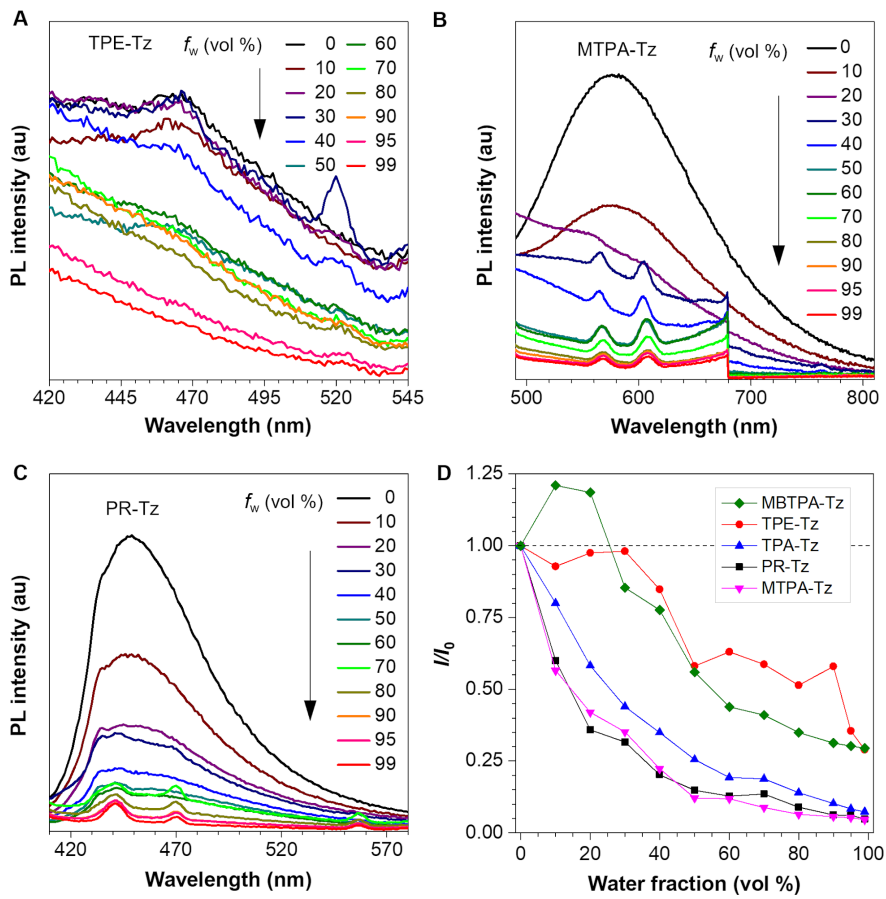 A
TPE-Tz
fw (vol %)
0 60
10 70
20 80
30 90
40 95
50 99
PL intensity (au)
420 445 470 495 520 545
Wavelength (nm)
B
MTPA-Tz
fw (vol %)
0
10
20
30
40
50
60
70
80
90
95
99
PL intensity (au)
500 600 700 800
Wavelength (nm)
C
PR-Tz
fw (vol %)
0
10
20
30
40
50
60
70
80
90
95
99
PL intensity (au)
420 470 520 570
Wavelength (nm)
D
1.25
1.00
0.75
0.50
0.25
0.00
I/I0
MBTPA-Tz
TPE-Tz
TPA-Tz
PR-Tz
MTPA-Tz
0 20 40 60 80 100
Water fraction (vol %)